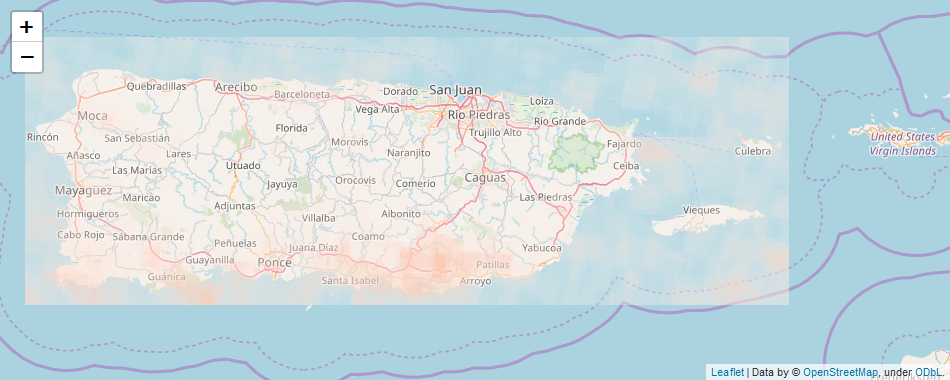 +
−
Quebradillas
Arecibo
Barceloneta
Dorado
San Juan
Loíza
Moca
Vega Alta
Río Piedras
Río Grande
Rincón
San Sebastián
Florida
Morovis
Trujillo Alto
Fajardo
United States
Virgin Islands
Añasco
Lares
Naranjito
Culebra
Las Marías
Utuado
Ceiba
Mayagüez
Jayuya
Orocovis
Comerío
Caguas
Maricao
Adjuntas
Las Piedras
Hormigueros
Villalba
Aibonito
Vieques
Cabo Rojo
Sábana Grande
Peñuelas
Juana Díaz
Coamo
Yabucoa
Guayanilla
Ponce
Patillas
Guánica
Santa Isabel
Arroyo
Leaflet | Data by © OpenStreetMap, under ODbL.